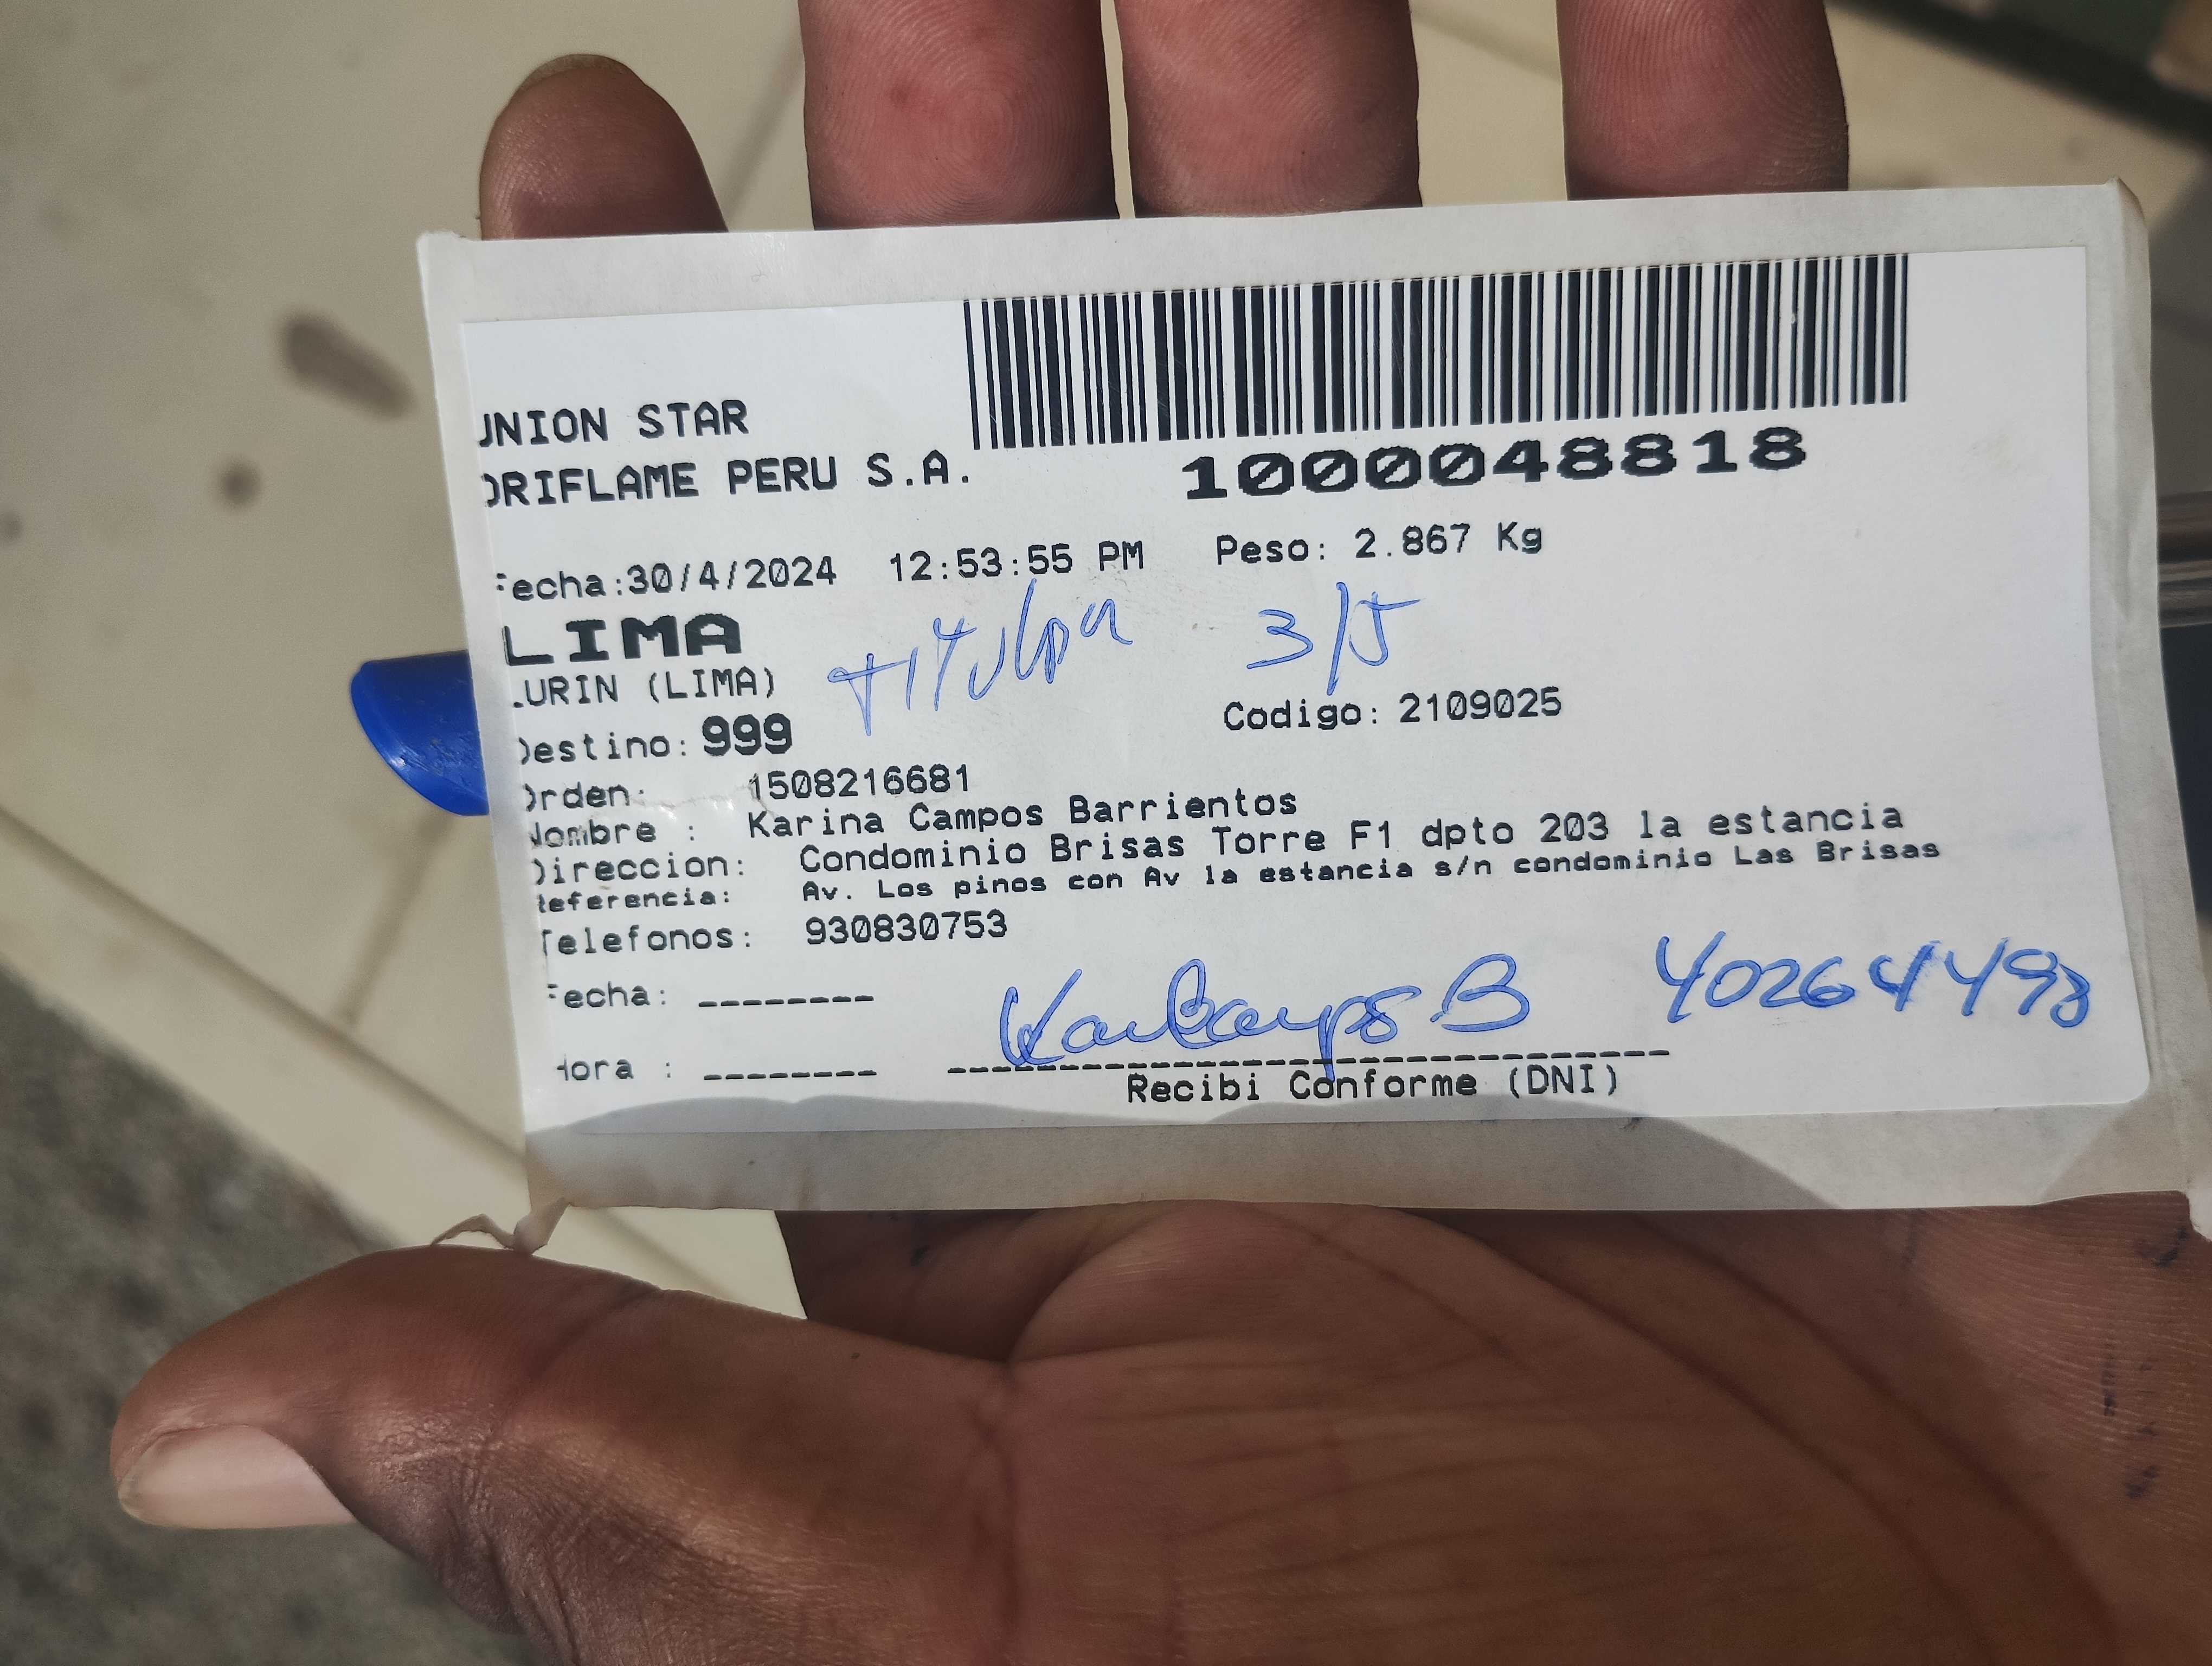 UNION STAR
ORIFLAME PERU S.A.
1000048818
Fecha:30/4/2024 12:53:55 PM Peso: 2.867 Kg
LIMA
titular 3/5
LURIN (LIMA)
Codigo: 2109025
Destino: 999
Orden: 1508216681
Nombre : Karina Campos Barrientos
Direccion: Condominio Brisas Torre F1 dpto 203 la estancia
Referencia: Av. Los pinos con Av la estancia s/n condominio Las Brisas
Telefonos: 930830753
Fecha: --------
Hora : --------
Recibi Conforme (DNI)